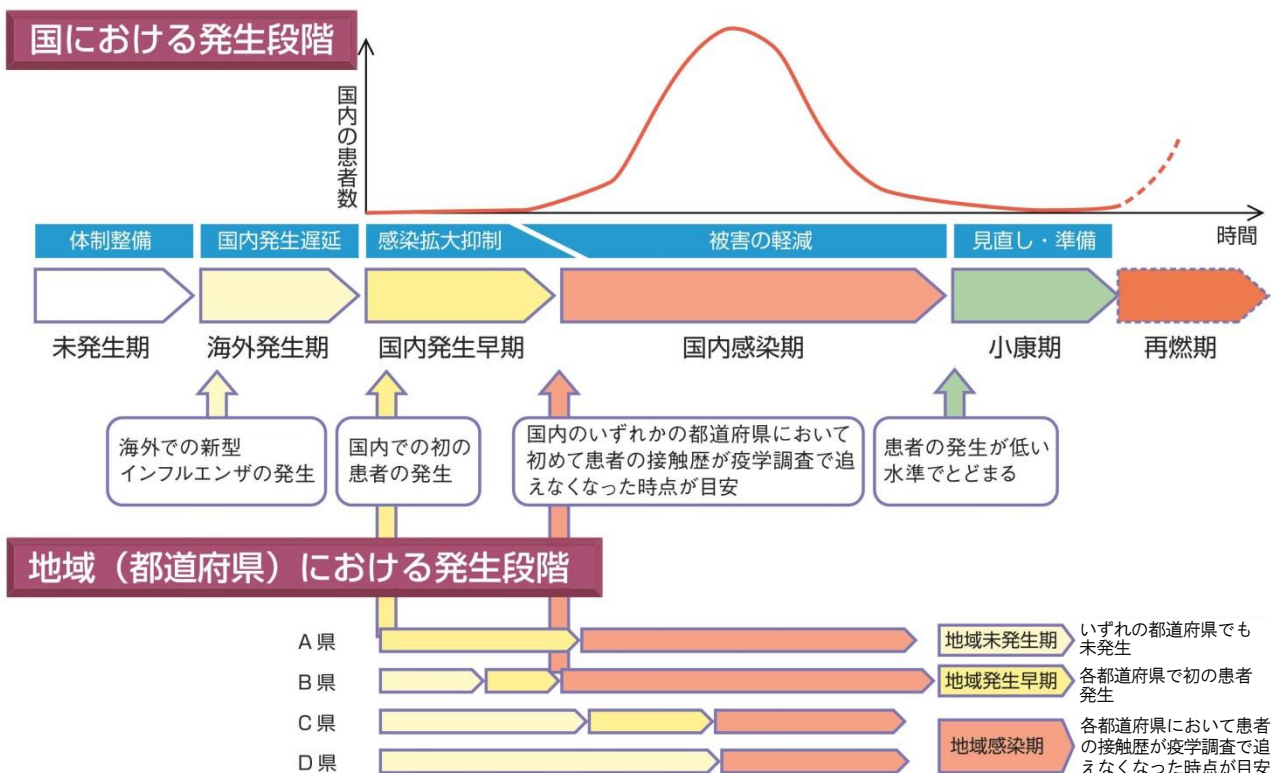 国における発生段階
国内の患者数
時間
体制整備
国内発生遅延
感染拡大抑制
被害の軽減
見直し・準備
未発生期
海外発生期
国内発生早期
国内感染期
小康期
再燃期
海外での新型
インフルエンザの発生
国内での初の
患者の発生
国内のいずれかの都道府県において
初めて患者の接触歴が疫学調査で追
えなくなった時点が目安
患者の発生が低い
水準でとどまる
地域（都道府県）における発生段階
A県
B県
C県
D県
地域未発生期
いずれの都道府県でも
未発生
地域発生早期
各都道府県で初の患者
発生
地域感染期
各都道府県において患者
の接触歴が疫学調査で追
えなくなった時点が目安